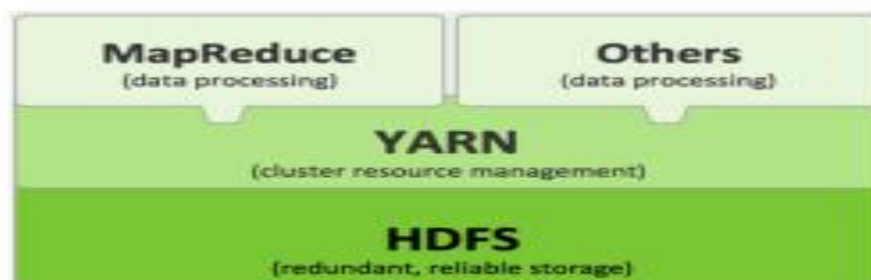 MapReduce
(data processing)
Others
(data processing)
YARN
(cluster resource management)
HDFS
(redundant, reliable storage)